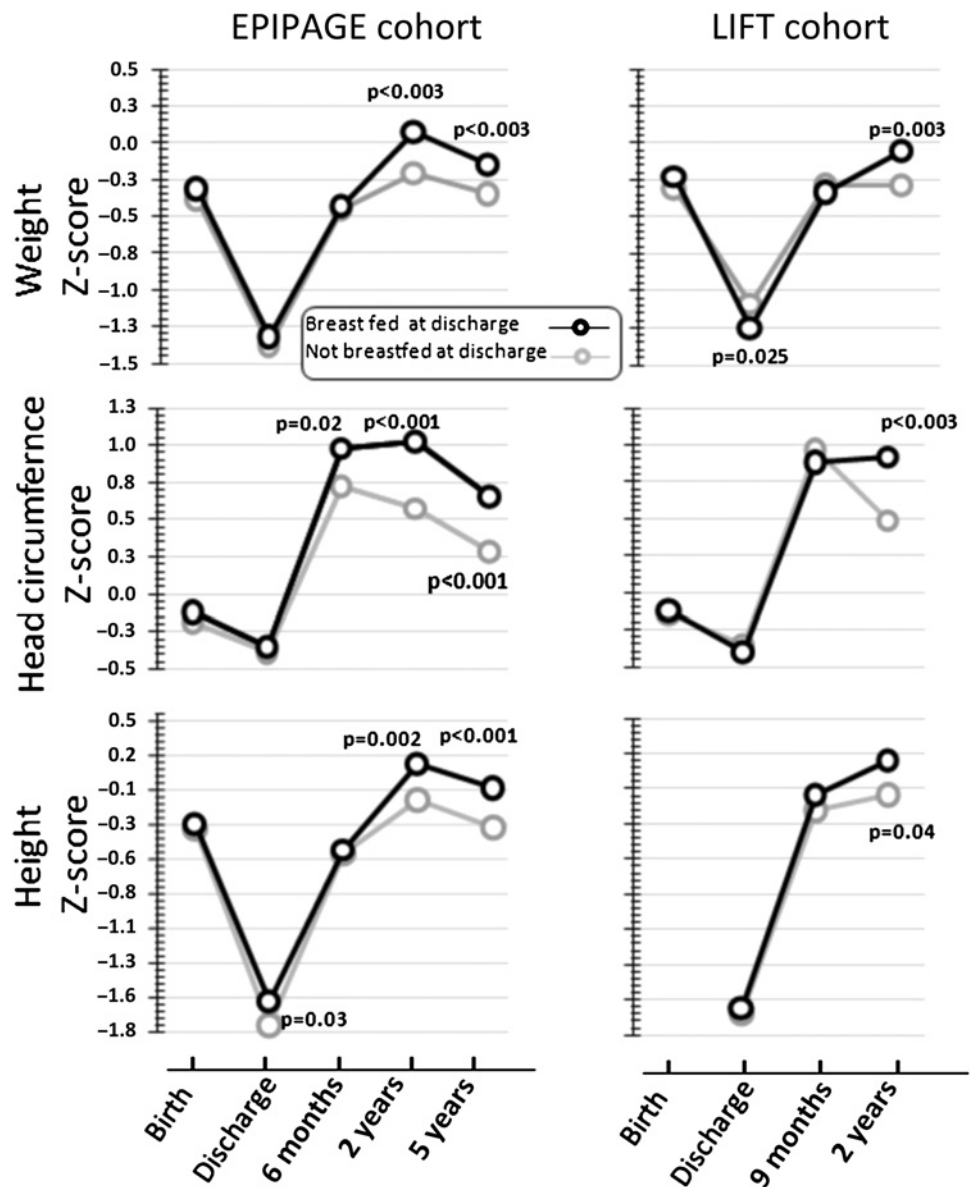 EPIPAGE cohort
LIFT cohort
Weight
Z-score
0.5
0.3
0.0
−0.3
−0.5
−0.8
−1.0
−1.3
−1.5
p<0.003
p<0.003
p=0.003
p=0.025
Breast fed at discharge
Not breastfed at discharge
Head circumfernce
Z-score
1.3
1.0
0.8
0.5
0.3
0.0
−0.3
−0.5
p=0.02
p<0.001
p<0.001
p<0.003
Height
Z-score
0.5
0.2
−0.1
−0.3
−0.6
−0.8
−1.1
−1.3
−1.6
−1.8
p=0.002
p<0.001
p=0.03
p=0.04
Birth
Discharge
6 months
2 years
5 years
Birth
Discharge
9 months
2 years